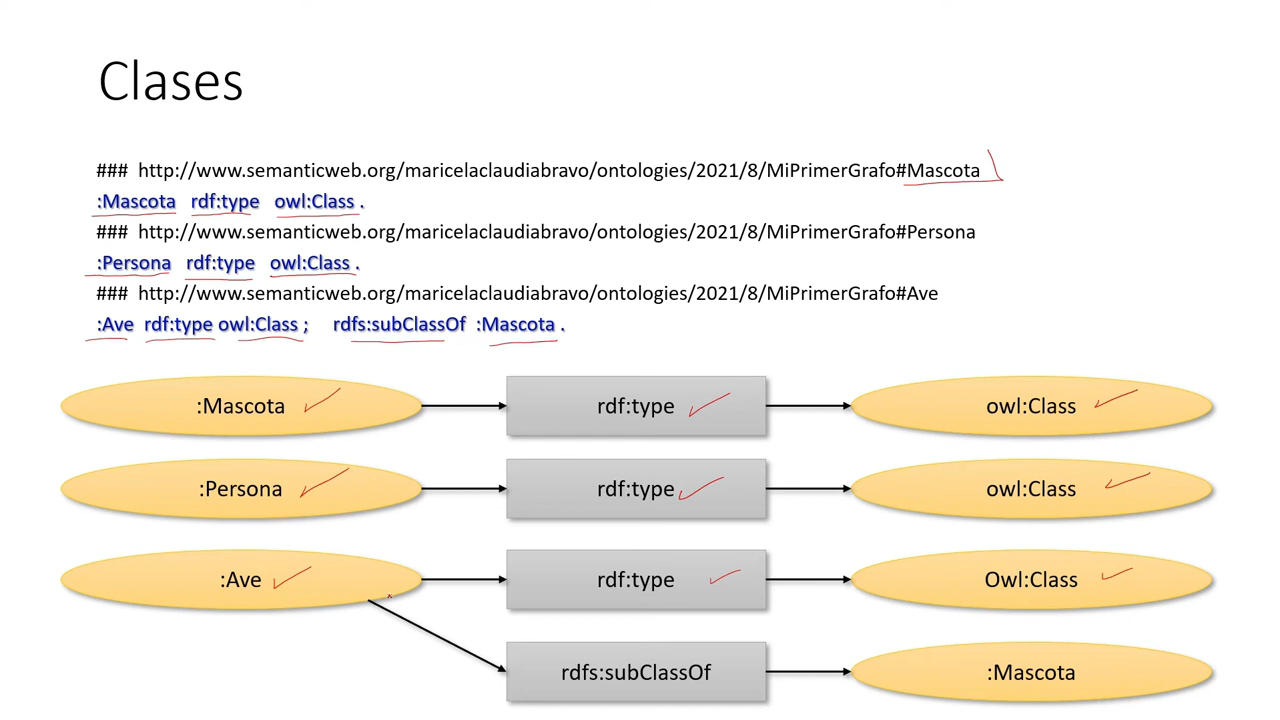 Clases
### http://www.semanticweb.org/maricelaclaudiabravo/ontologies/2021/8/MiPrimerGrafo#Mascota
:Mascota rdf:type owl:Class .
### http://www.semanticweb.org/maricelaclaudiabravo/ontologies/2021/8/MiPrimerGrafo#Persona
:Persona rdf:type owl:Class .
### http://www.semanticweb.org/maricelaclaudiabravo/ontologies/2021/8/MiPrimerGrafo#Ave
:Ave rdf:type owl:Class ; rdfs:subClassOf :Mascota .
:Mascota rdf:type owl:Class
:Persona rdf:type owl:Class
:Ave rdf:type Owl:Class
rdfs:subClassOf :Mascota